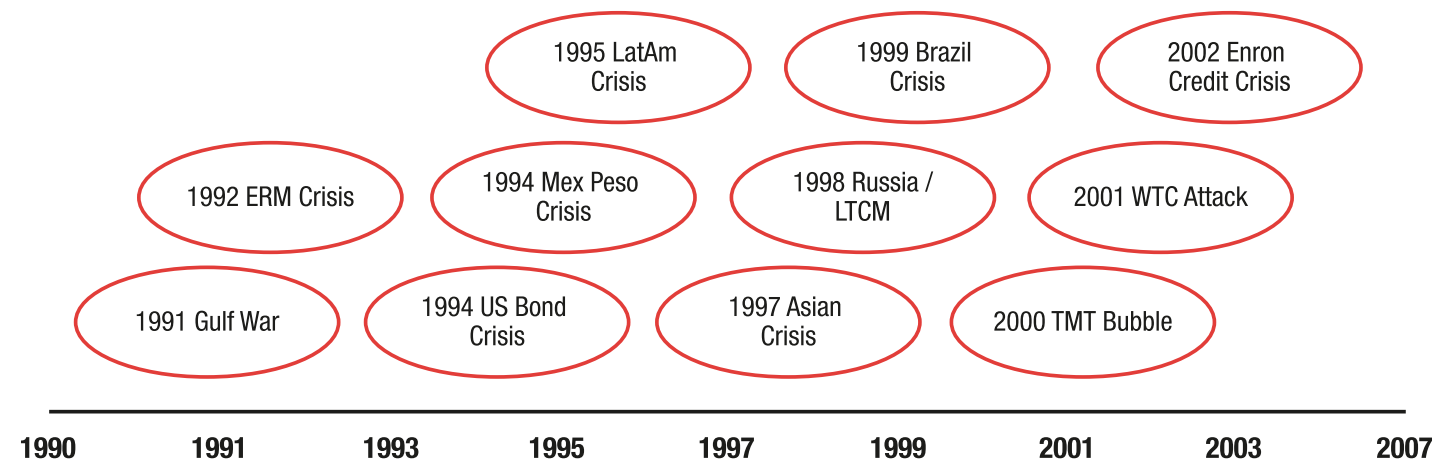 1995 LatAm
Crisis
1999 Brazil
Crisis
2002 Enron
Credit Crisis
1992 ERM Crisis
1994 Mex Peso
Crisis
1998 Russia /
LTCM
2001 WTC Attack
1991 Gulf War
1994 US Bond
Crisis
1997 Asian
Crisis
2000 TMT Bubble
1990 1991 1993 1995 1997 1999 2001 2003 2007